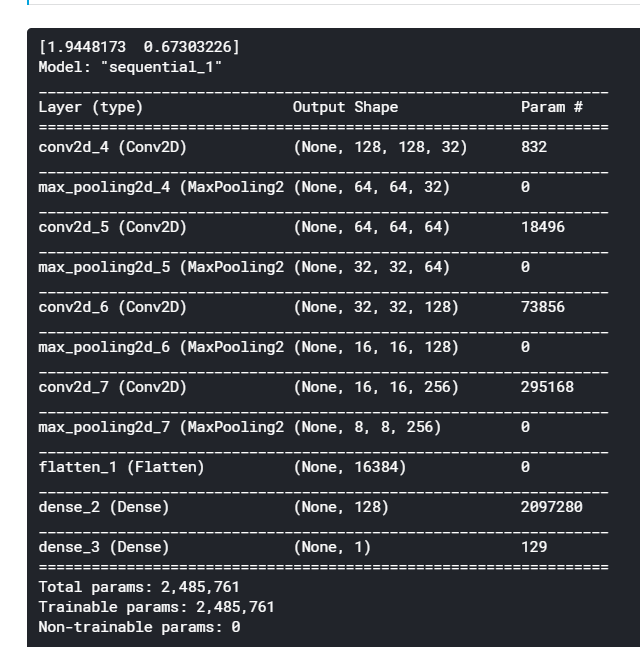 [1.9448173  0.67303226]
Model: "sequential_1"
_________________________________________________________________
Layer (type)                 Output Shape              Param #
=================================================================
conv2d_4 (Conv2D)            (None, 128, 128, 32)      832
_________________________________________________________________
max_pooling2d_4 (MaxPooling2 (None, 64, 64, 32)        0
_________________________________________________________________
conv2d_5 (Conv2D)            (None, 64, 64, 64)        18496
_________________________________________________________________
max_pooling2d_5 (MaxPooling2 (None, 32, 32, 64)        0
_________________________________________________________________
conv2d_6 (Conv2D)            (None, 32, 32, 128)       73856
_________________________________________________________________
max_pooling2d_6 (MaxPooling2 (None, 16, 16, 128)       0
_________________________________________________________________
conv2d_7 (Conv2D)            (None, 16, 16, 256)       295168
_________________________________________________________________
max_pooling2d_7 (MaxPooling2 (None, 8, 8, 256)         0
_________________________________________________________________
flatten_1 (Flatten)          (None, 16384)             0
_________________________________________________________________
dense_2 (Dense)              (None, 128)               2097280
_________________________________________________________________
dense_3 (Dense)              (None, 1)                 129
=================================================================
Total params: 2,485,761
Trainable params: 2,485,761
Non-trainable params: 0